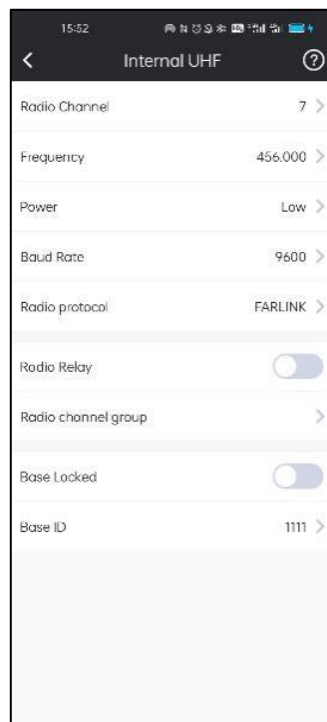 15:52
Internal UHF
Radio Channel 7
Frequency 456.000
Power Low
Baud Rate 9600
Radio protocol FARLINK
Rodio Relay
Radio channel group
Base Locked
Base ID 1111